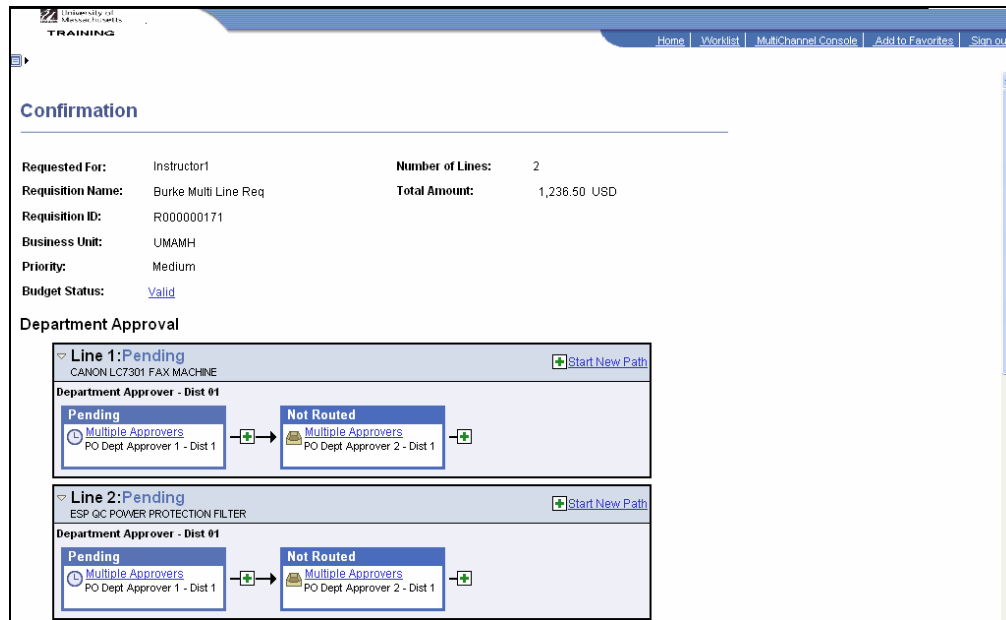 University of
Massachusetts
TRAINING
Home | Worklist | MultiChannel Console | Add to Favorites | Sign ou
Confirmation
Requested For: Instructor1 Number of Lines: 2
Requisition Name: Burke Multi Line Req Total Amount: 1,236.50 USD
Requisition ID: R000000171
Business Unit: UMAMH
Priority: Medium
Budget Status: Valid
Department Approval
Line 1:Pending Start New Path
CANON LC7301 FAX MACHINE
Department Approver - Dist 01
Pending Not Routed
Multiple Approvers Multiple Approvers
PO Dept Approver 1 - Dist 1 PO Dept Approver 2 - Dist 1
Line 2:Pending Start New Path
ESP QC POWER PROTECTION FILTER
Department Approver - Dist 01
Pending Not Routed
Multiple Approvers Multiple Approvers
PO Dept Approver 1 - Dist 1 PO Dept Approver 2 - Dist 1